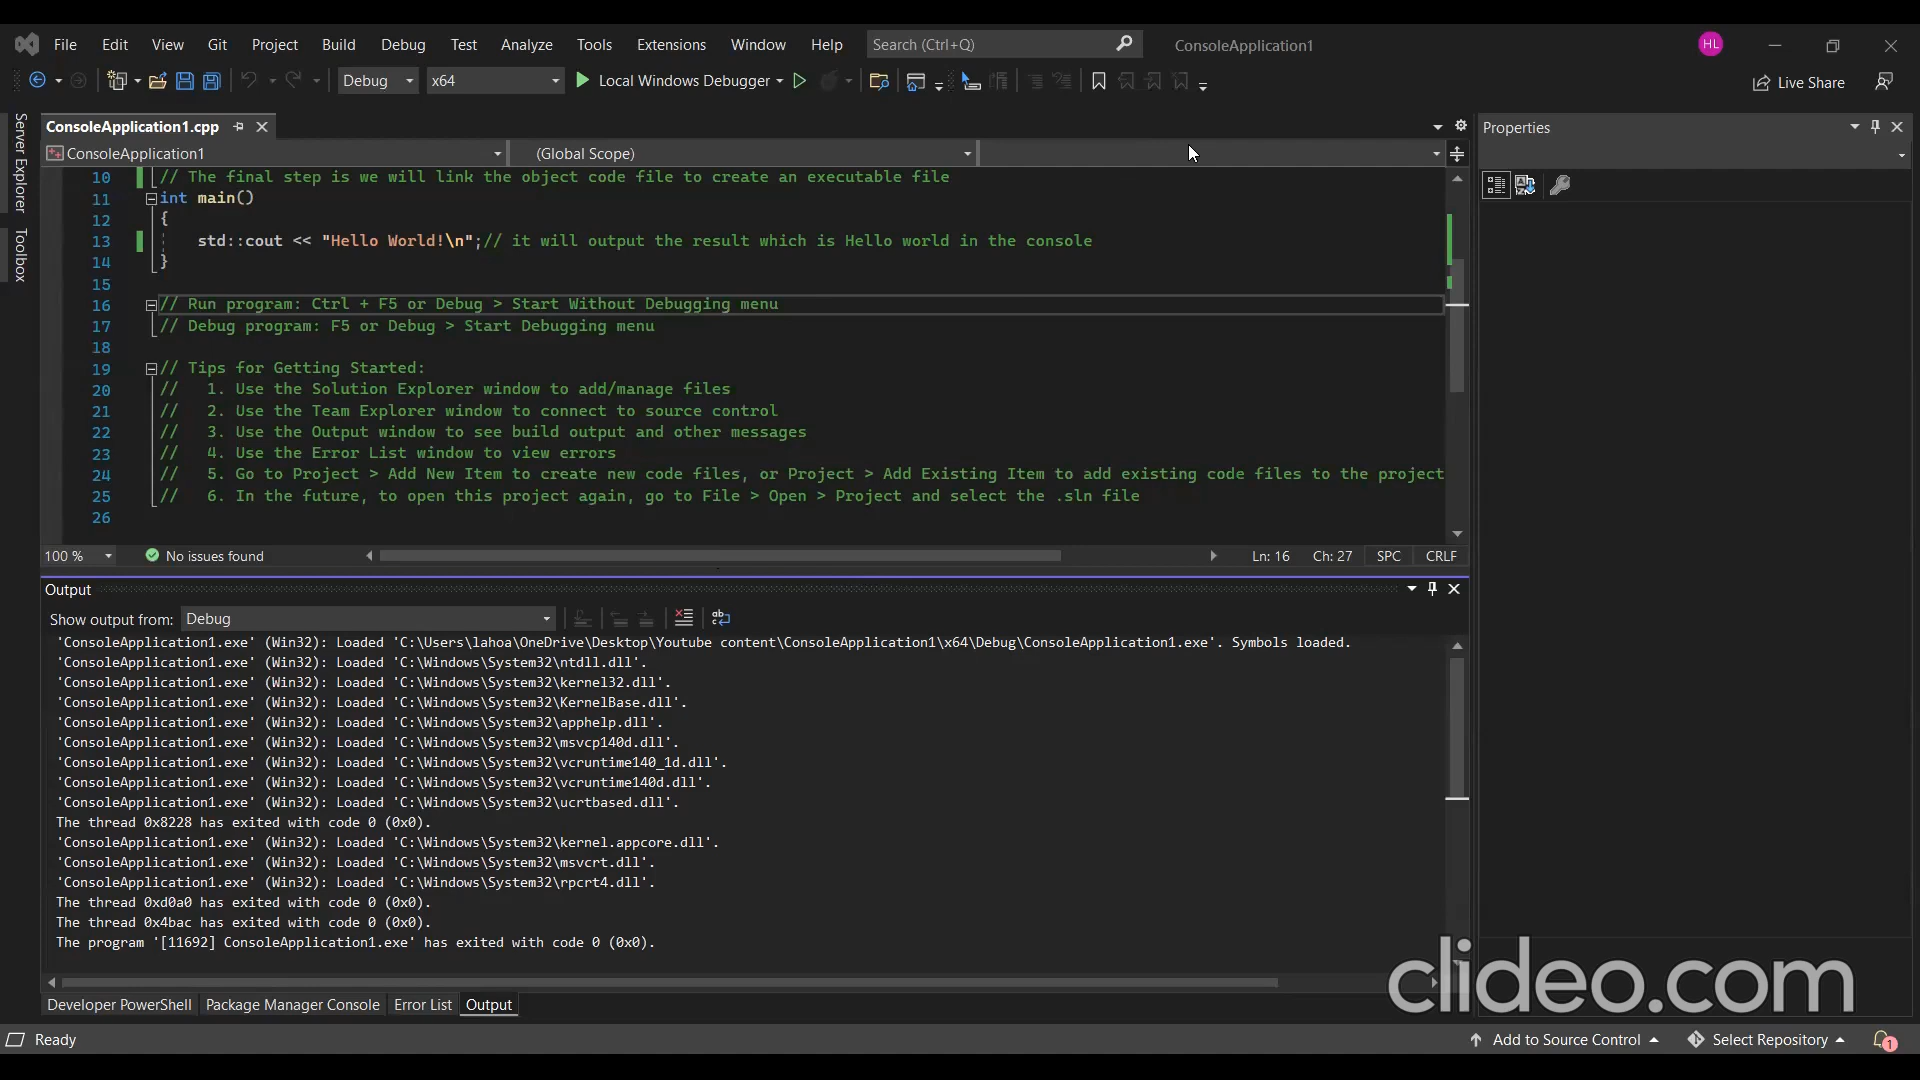 File Edit View Git Project Build Debug Test Analyze Tools Extensions Window Help Search (Ctrl+Q) ConsoleApplication1 HL
Debug x64 Local Windows Debugger Live Share
Server Explorer
Toolbox
ConsoleApplication1.cpp
ConsoleApplication1 (Global Scope)
10 // The final step is we will link the object code file to create an executable file
11 int main()
12 {
13 std::cout << "Hello World!\n";// it will output the result which is Hello world in the console
14 }
15
16 // Run program: Ctrl + F5 or Debug > Start Without Debugging menu
17 // Debug program: F5 or Debug > Start Debugging menu
18
19 // Tips for Getting Started:
20 // 1. Use the Solution Explorer window to add/manage files
21 // 2. Use the Team Explorer window to connect to source control
22 // 3. Use the Output window to see build output and other messages
23 // 4. Use the Error List window to view errors
24 // 5. Go to Project > Add New Item to create new code files, or Project > Add Existing Item to add existing code files to the project
25 // 6. In the future, to open this project again, go to File > Open > Project and select the .sln file
26
100 % No issues found Ln: 16 Ch: 27 SPC CRLF
Properties
Output
Show output from: Debug
'ConsoleApplication1.exe' (Win32): Loaded 'C:\Users\lahoa\OneDrive\Desktop\Youtube content\ConsoleApplication1\x64\Debug\ConsoleApplication1.exe'. Symbols loaded.
'ConsoleApplication1.exe' (Win32): Loaded 'C:\Windows\System32\ntdll.dll'.
'ConsoleApplication1.exe' (Win32): Loaded 'C:\Windows\System32\kernel32.dll'.
'ConsoleApplication1.exe' (Win32): Loaded 'C:\Windows\System32\KernelBase.dll'.
'ConsoleApplication1.exe' (Win32): Loaded 'C:\Windows\System32\apphelp.dll'.
'ConsoleApplication1.exe' (Win32): Loaded 'C:\Windows\System32\msvcp140d.dll'.
'ConsoleApplication1.exe' (Win32): Loaded 'C:\Windows\System32\vcruntime140_1d.dll'.
'ConsoleApplication1.exe' (Win32): Loaded 'C:\Windows\System32\vcruntime140d.dll'.
'ConsoleApplication1.exe' (Win32): Loaded 'C:\Windows\System32\ucrtbased.dll'.
The thread 0x8228 has exited with code 0 (0x0).
'ConsoleApplication1.exe' (Win32): Loaded 'C:\Windows\System32\kernel.appcore.dll'.
'ConsoleApplication1.exe' (Win32): Loaded 'C:\Windows\System32\msvcrt.dll'.
'ConsoleApplication1.exe' (Win32): Loaded 'C:\Windows\System32\rpcrt4.dll'.
The thread 0xd0a0 has exited with code 0 (0x0).
The thread 0x4bac has exited with code 0 (0x0).
The program '[11692] ConsoleApplication1.exe' has exited with code 0 (0x0).
clideo.com
Developer PowerShell Package Manager Console Error List Output
Ready Add to Source Control Select Repository 1